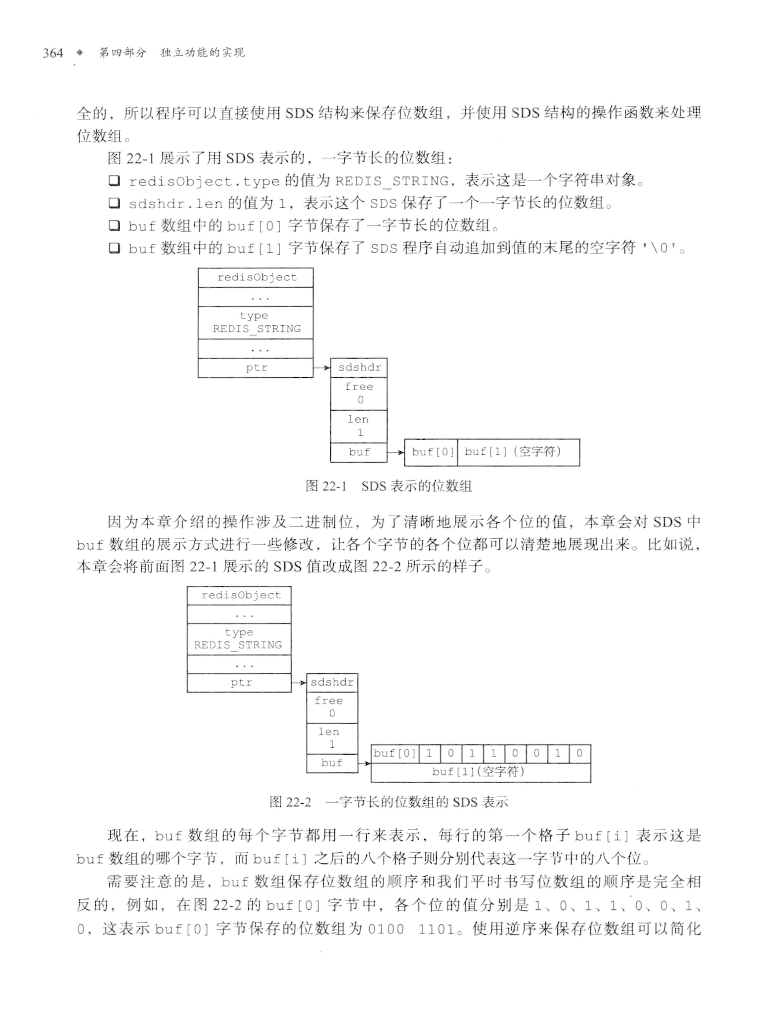 364 ◆ 第四部分 独立功能的实现
全的，所以程序可以直接使用 SDS 结构来保存位数组，并使用 SDS 结构的操作函数来处理
位数组。
图 22-1 展示了用 SDS 表示的，一字节长的位数组：
❑ redisObject.type 的值为 REDIS_STRING，表示这是一个字符串对象。
❑ sdshdr.len 的值为 1，表示这个 SDS 保存了一个一字节长的位数组。
❑ buf 数组中的 buf[0] 字节保存了一字节长的位数组。
❑ buf 数组中的 buf[1] 字节保存了 SDS 程序自动追加到值的末尾的空字符 '\0'。
redisObject
...
type
REDIS_STRING
...
ptr
sdshdr
free
0
len
1
buf
buf[0] buf[1](空字符)
图 22-1 SDS 表示的位数组
因为本章介绍的操作涉及二进制位，为了清晰地展示各个位的值，本章会对 SDS 中
buf 数组的展示方式进行一些修改，让各个字节的各个位都可以清楚地展现出来。比如说，
本章会将前面图 22-1 展示的 SDS 值改成图 22-2 所示的样子。
redisObject
...
type
REDIS_STRING
...
ptr
sdshdr
free
0
len
1
buf
buf[0] 1 0 1 1 0 0 1 0
buf[1](空字符)
图 22-2 一字节长的位数组的 SDS 表示
现在，buf 数组的每个字节都用一行来表示，每行的第一个格子 buf[i] 表示这是
buf 数组的哪个字节，而 buf[i] 之后的八个格子则分别代表这一字节中的八个位。
需要注意的是，buf 数组保存位数组的顺序和我们平时书写位数组的顺序是完全相
反的，例如，在图 22-2 的 buf[0] 字节中，各个位的值分别是 1、0、1、1、0、0、1、
0，这表示 buf[0] 字节保存的位数组为 0100 1101。使用逆序来保存位数组可以简化